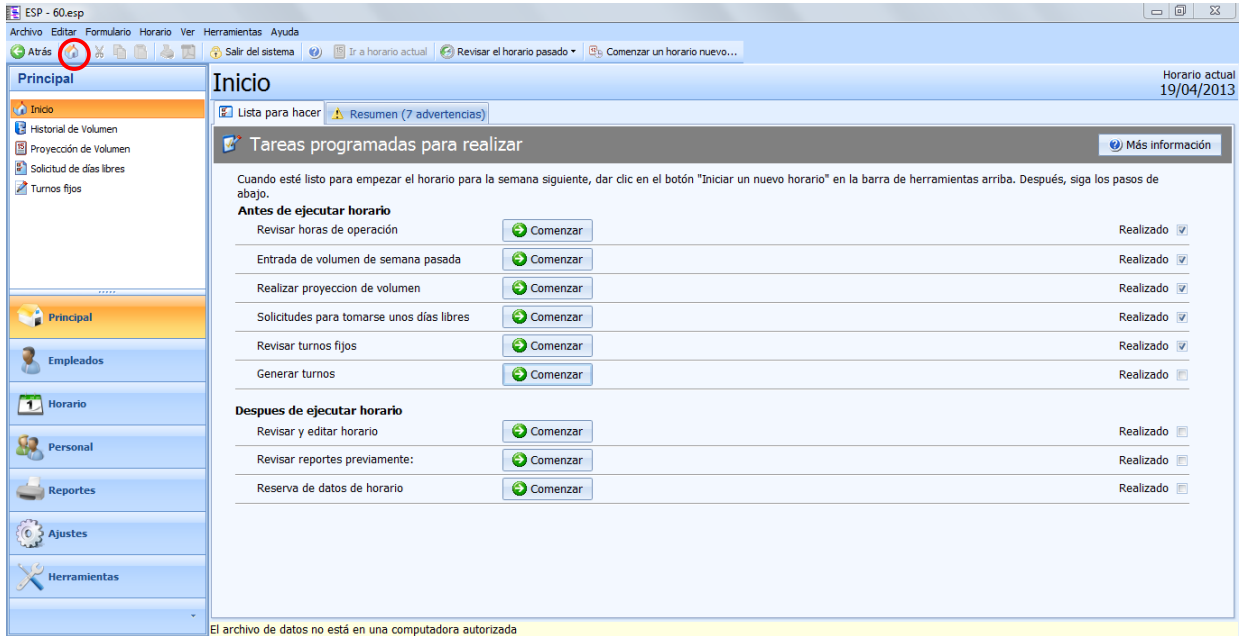 ESP - 60.esp
Archivo Editar Formulario Horario Ver Herramientas Ayuda
Atrás Salir del sistema Ir a horario actual Revisar el horario pasado Comenzar un horario nuevo...
Principal
Inicio
Historial de Volumen
Proyección de Volumen
Solicitud de días libres
Turnos fijos
Principal
Empleados
1 Horario
Personal
Reportes
Ajustes
Herramientas
Inicio
Horario actual
19/04/2013
Lista para hacer Resumen (7 advertencias)
Tareas programadas para realizar Más información
Cuando esté listo para empezar el horario para la semana siguiente, dar clic en el botón "Iniciar un nuevo horario" en la barra de herramientas arriba. Después, siga los pasos de
abajo.
Antes de ejecutar horario
Revisar horas de operación Comenzar Realizado
Entrada de volumen de semana pasada Comenzar Realizado
Realizar proyeccion de volumen Comenzar Realizado
Solicitudes para tomarse unos días libres Comenzar Realizado
Revisar turnos fijos Comenzar Realizado
Generar turnos Comenzar Realizado
Despues de ejecutar horario
Revisar y editar horario Comenzar Realizado
Revisar reportes previamente: Comenzar Realizado
Reserva de datos de horario Comenzar Realizado
El archivo de datos no está en una computadora autorizada